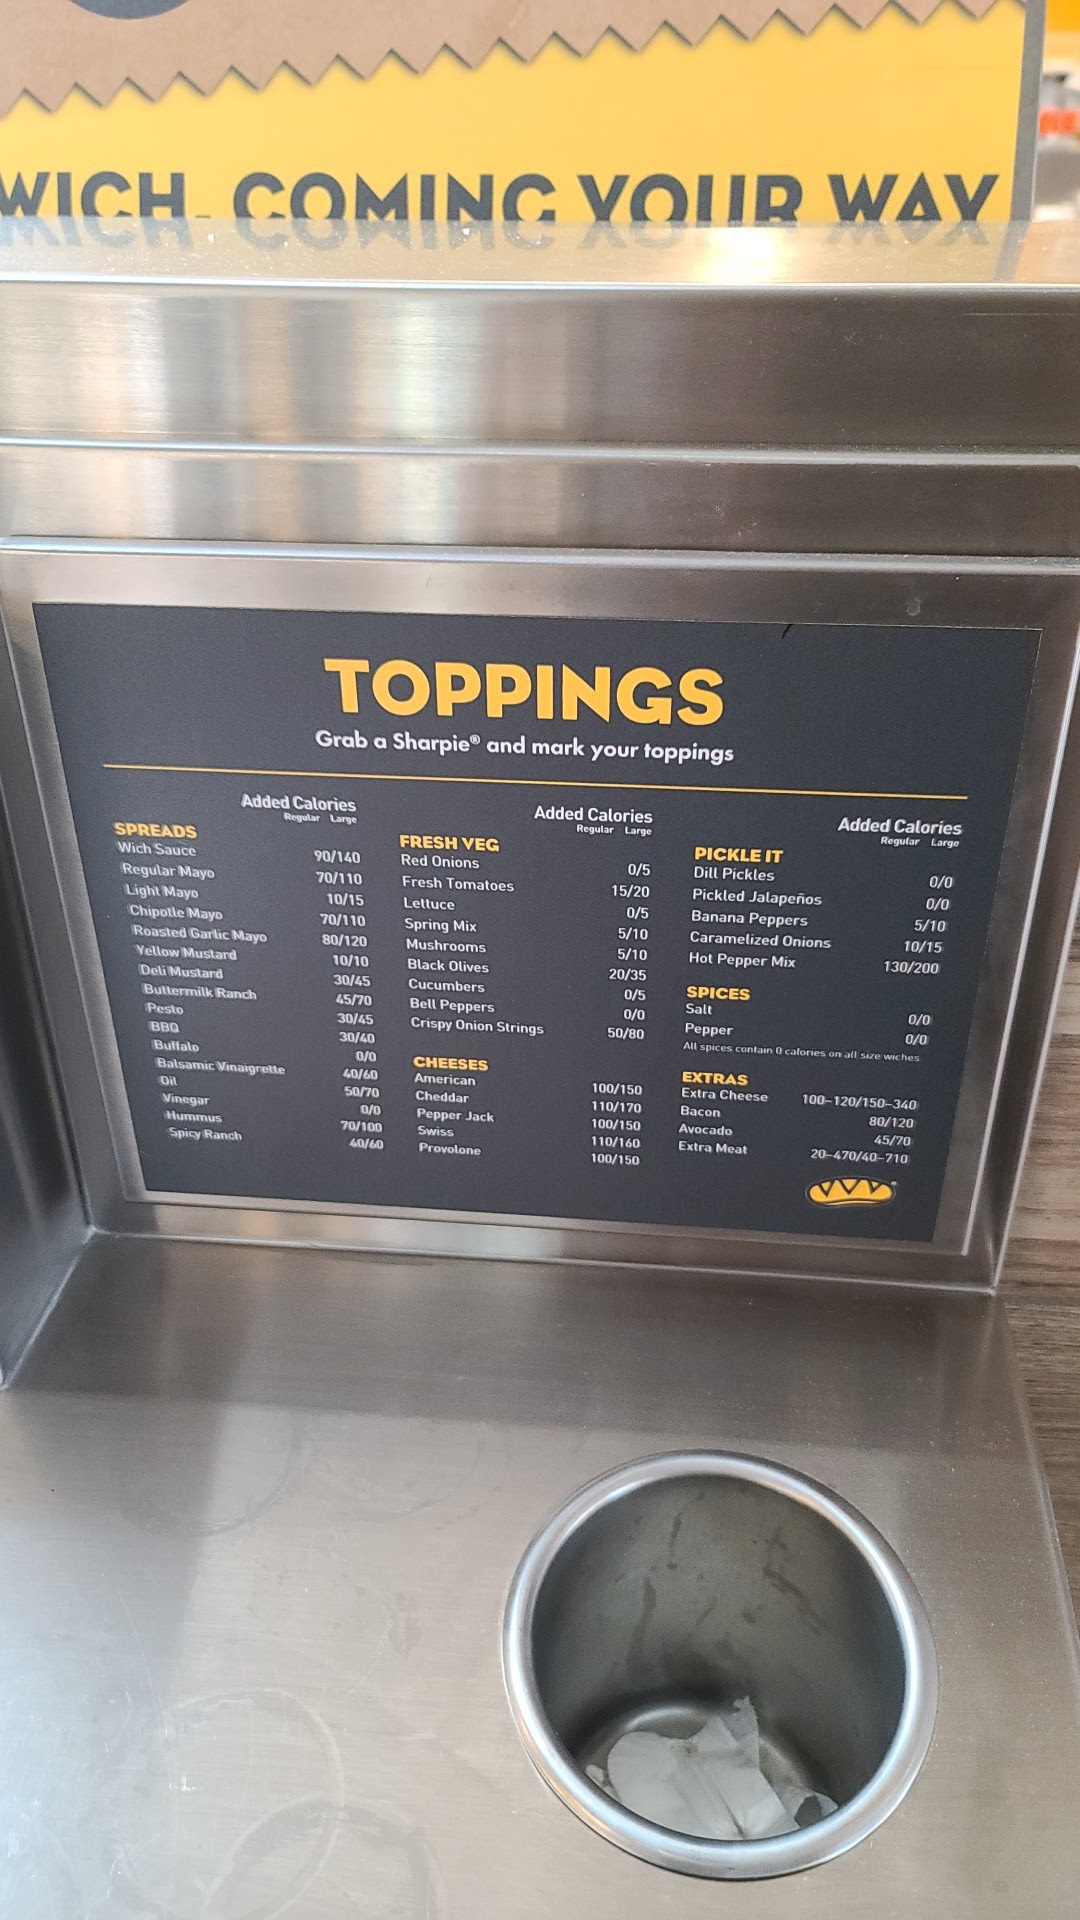 WICH. COMING YOUR WAY
TOPPINGS
Grab a Sharpie® and mark your toppings
Added Calories
Regular Large
SPREADS
Wich Sauce 90/140
Regular Mayo 70/110
Light Mayo 10/15
Chipotle Mayo 70/110
Roasted Garlic Mayo 80/120
Yellow Mustard 10/10
Deli Mustard 30/45
Buttermilk Ranch 45/70
Pesto 30/45
BBQ 30/40
Buffalo 0/0
Balsamic Vinaigrette 40/60
Oil 50/70
Vinegar 0/0
Hummus 70/100
Spicy Ranch 40/60
Added Calories
Regular Large
FRESH VEG
Red Onions 0/5
Fresh Tomatoes 15/20
Lettuce 0/5
Spring Mix 5/10
Mushrooms 5/10
Black Olives 20/35
Cucumbers 0/5
Bell Peppers 0/0
Crispy Onion Strings 50/80
CHEESES
American 100/150
Cheddar 110/170
Pepper Jack 100/150
Swiss 110/160
Provolone 100/150
Added Calories
Regular Large
PICKLE IT
Dill Pickles 0/0
Pickled Jalapeños 0/0
Banana Peppers 5/10
Caramelized Onions 10/15
Hot Pepper Mix 130/200
SPICES
Salt 0/0
Pepper 0/0
All spices contain 0 calories on all size wiches
EXTRAS
Extra Cheese 100-120/150-340
Bacon 80/120
Avocado 45/70
Extra Meat 20-470/40-710